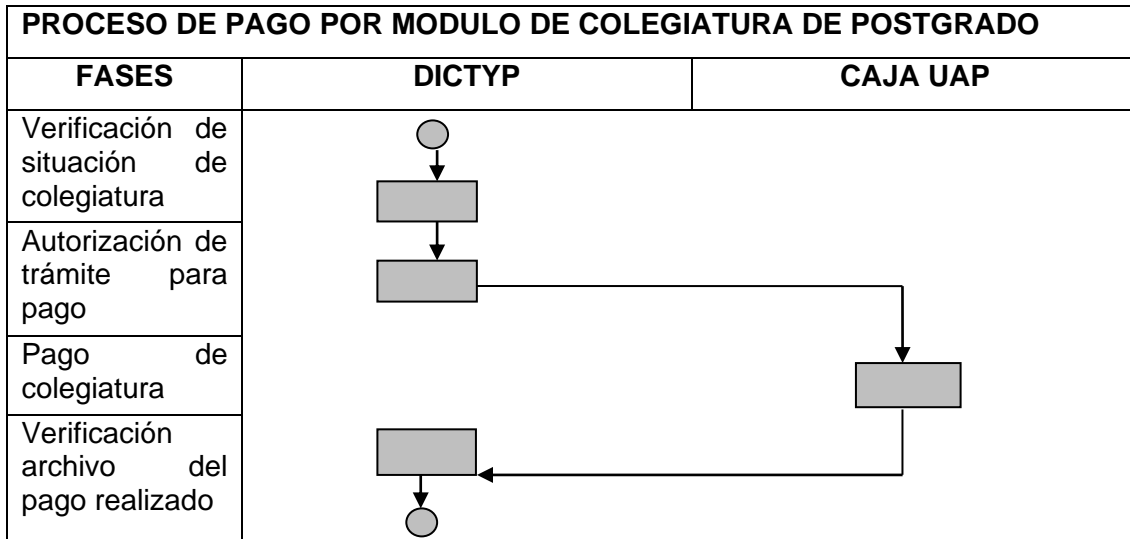 PROCESO DE PAGO POR MODULO DE COLEGIATURA DE POSTGRADO
FASES
DICTYP
CAJA UAP
Verificación de
situación de
colegiatura
Autorización de
trámite para
pago
Pago de
colegiatura
Verificación
archivo del
pago realizado